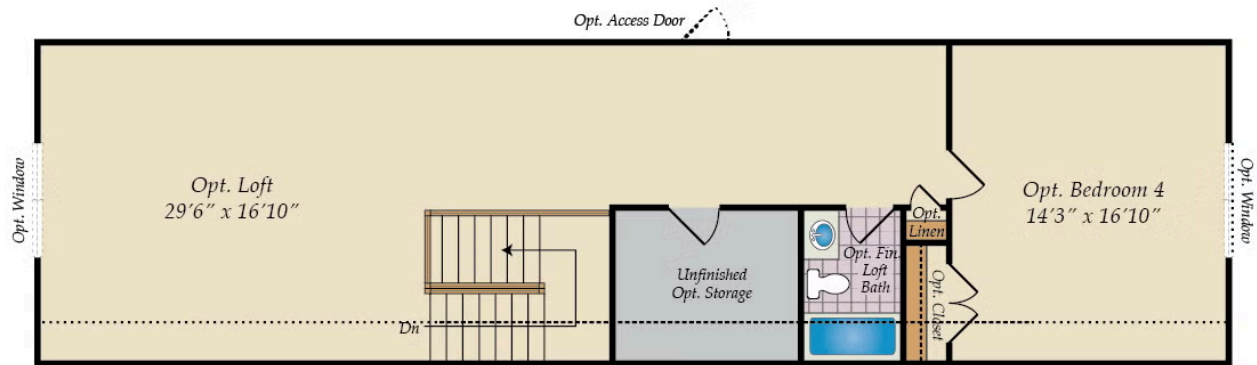 Opt. Access Door
Opt. Window
Opt. Loft
29'6" x 16'10"
Opt. Bedroom 4
14'3" x 16'10"
Opt. Window
Opt.
Linen
Unfinished
Opt. Storage
Opt. Fin.
Loft
Bath
Opt. Closet
Dn